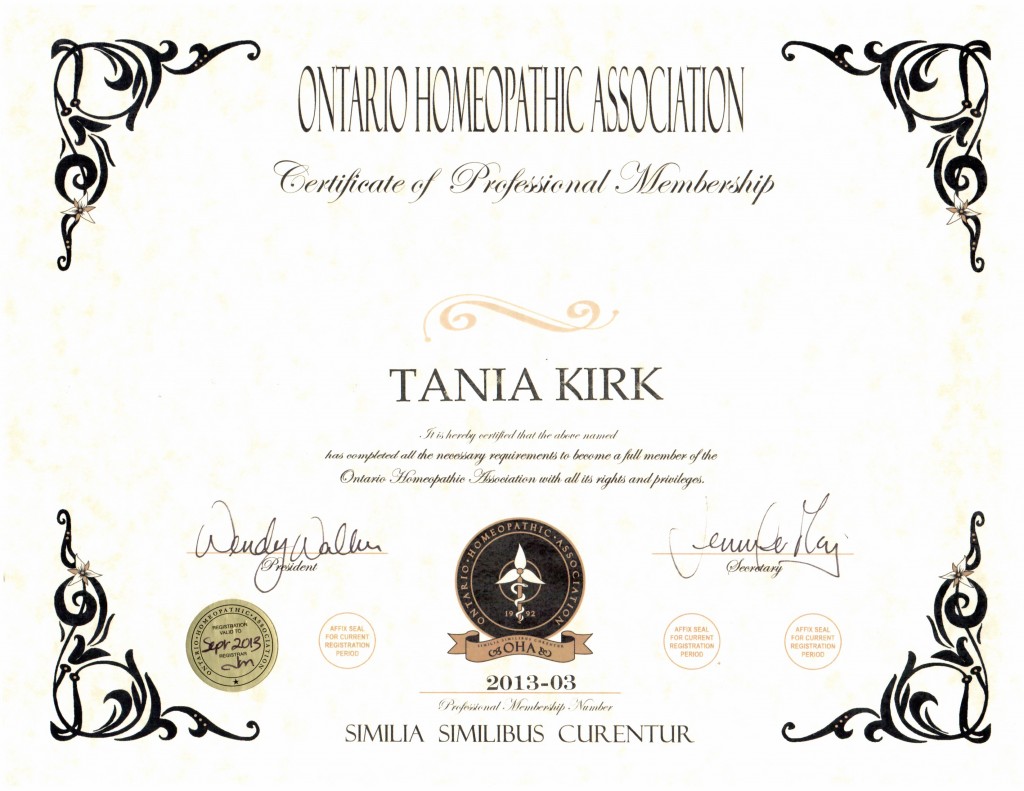 ONTARIO HOMEOPATHIC ASSOCIATION
Certificate of Professional Membership
TANIA KIRK
It is hereby certified that the above named
has completed all the necessary requirements to become a full member of the
Ontario Homeopathic Association with all its rights and privileges.
Wendy Walker
President
Secretary
ONTARIO·HOMEOPATHIC·ASSOCIATION
1992
SIMILIA SIMILIBUS CURENTUR
OHA
ONTARIO·HOMEOPATHIC·ASSOCIATION
REGISTRATION
VALID TO
Sept 2013
REGISTRAR
AFFIX SEAL
FOR CURRENT
REGISTRATION
PERIOD
AFFIX SEAL
FOR CURRENT
REGISTRATION
PERIOD
AFFIX SEAL
FOR CURRENT
REGISTRATION
PERIOD
2013-03
Professional Membership Number
SIMILIA SIMILIBUS CURENTUR